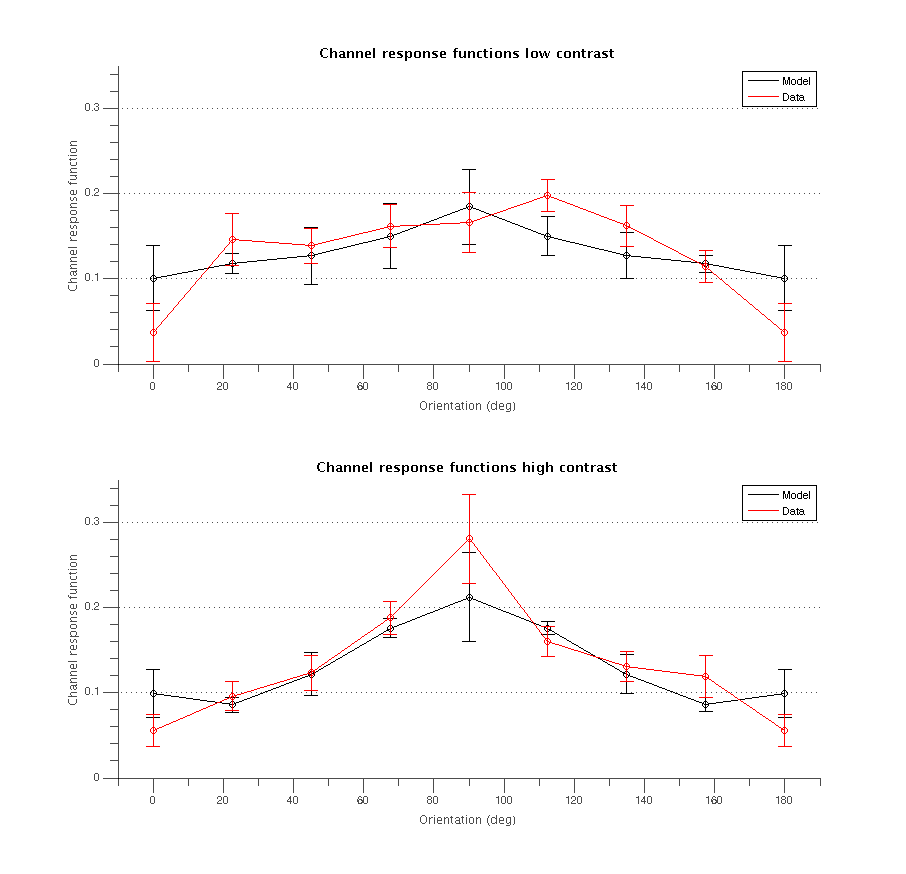 Channel response functions low contrast
Model
Data
0.3
0.2
0.1
0
Channel response function
0 20 40 60 80 100 120 140 160 180
Orientation (deg)
Channel response functions high contrast
Model
Data
0.3
0.2
0.1
0
Channel response function
0 20 40 60 80 100 120 140 160 180
Orientation (deg)